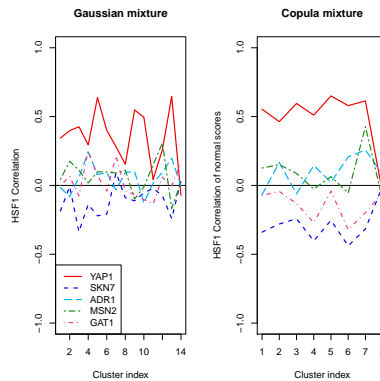 Gaussian mixture
HSF1 Correlation
1.0
0.5
0.0
−0.5
−1.0
YAP1
SKN7
ADR1
MSN2
GAT1
2 4 6 8 10 14
Cluster index
Copula mixture
HSF1 Correlation of normal scores
1.0
0.5
0.0
−0.5
−1.0
1 2 3 4 5 6 7
Cluster index